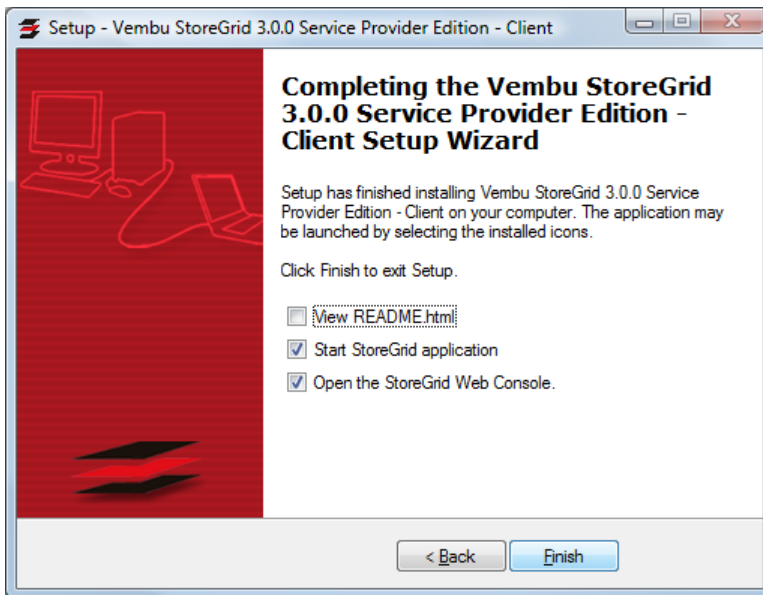 Setup - Vembu StoreGrid 3.0.0 Service Provider Edition - Client
Completing the Vembu StoreGrid
3.0.0 Service Provider Edition -
Client Setup Wizard
Setup has finished installing Vembu StoreGrid 3.0.0 Service
Provider Edition - Client on your computer. The application may
be launched by selecting the installed icons.
Click Finish to exit Setup.
View README.html
Start StoreGrid application
Open the StoreGrid Web Console.
< Back
Finish